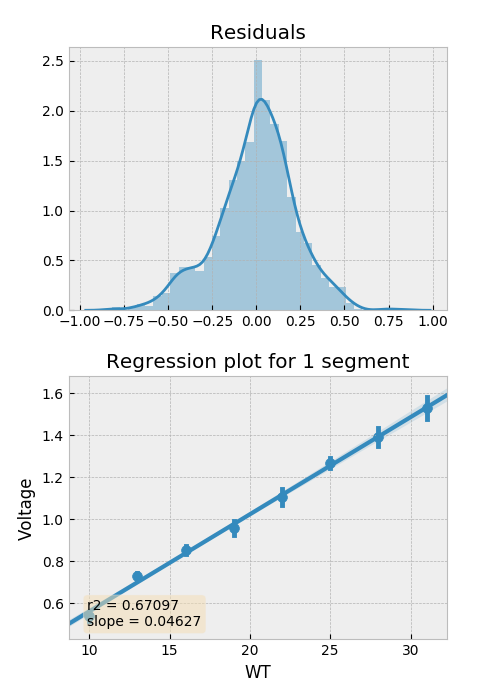 Residuals
2.5
2.0
1.5
1.0
0.5
0.0
−1.00 −0.75 −0.50 −0.25 0.00 0.25 0.50 0.75 1.00
Regression plot for 1 segment
1.6
1.4
1.2
1.0
0.8
0.6
Voltage
r2 = 0.67097
slope = 0.04627
10 15 20 25 30
WT